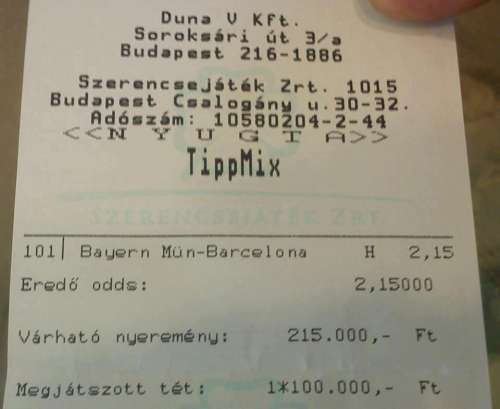 Duna V Kft.
Soroksári út 3/a
Budapest 216-1886
Szerencsejáték Zrt. 1015
Budapest Csalogány u.30-32.
Adószám: 10580204-2-44
<<N Y U G T A>>
TippMix
SZERENCSEJÁTÉK ZRT.
101| Bayern Mün-Barcelona H 2,15
Eredő odds: 2,15000
Várható nyeremény: 215.000,- Ft
Megjátszott tét: 1*100.000,- Ft